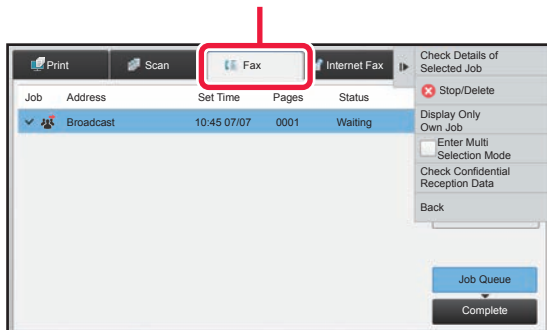 Print
Scan
Fax
Internet Fax
Job Address Set Time Pages Status
Broadcast 10:45 07/07 0001 Waiting
Check Details of
Selected Job
Stop/Delete
Display Only
Own Job
Enter Multi
Selection Mode
Check Confidential
Reception Data
Back
Job Queue
Complete